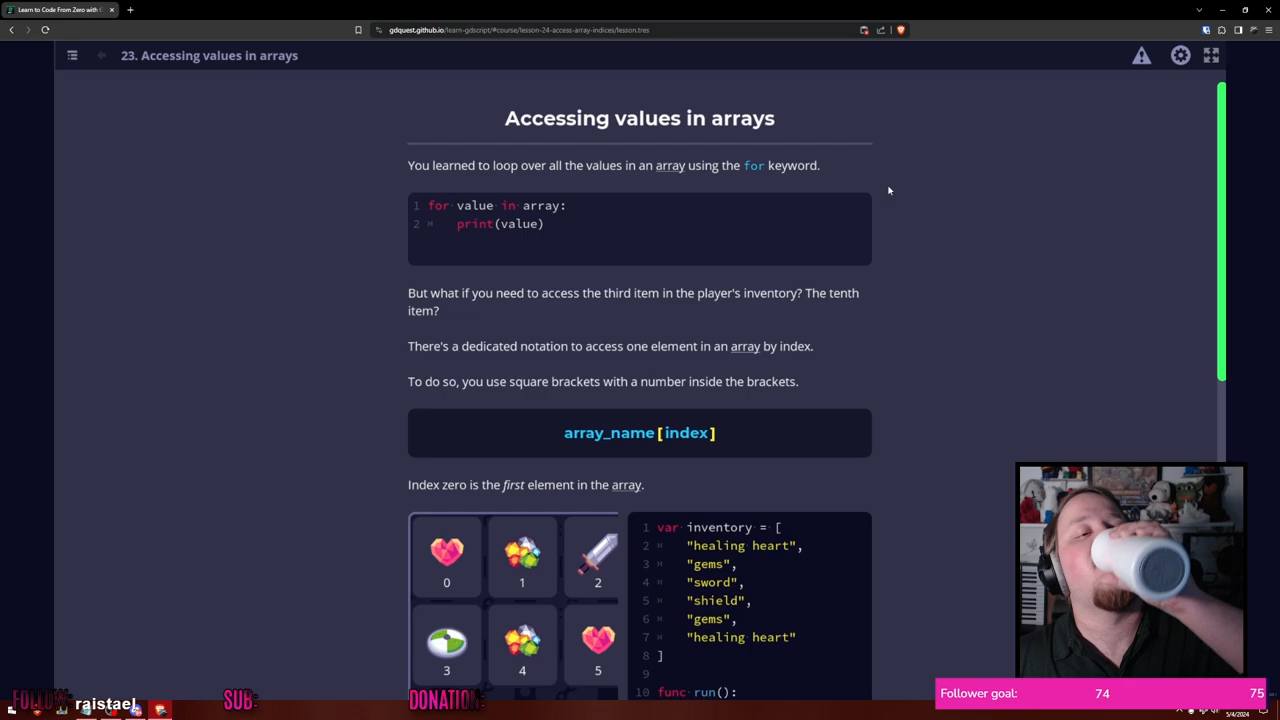 Learn to Code From Zero with
gdquest.github.io/learn-gdscript/#course/lesson-24-access-array-indices/lesson.tres
23. Accessing values in arrays
Accessing values in arrays
You learned to loop over all the values in an array using the for keyword.
1 for value in array:
2 print(value)
But what if you need to access the third item in the player's inventory? The tenth
item?
There's a dedicated notation to access one element in an array by index.
To do so, you use square brackets with a number inside the brackets.
array_name[index]
Index zero is the first element in the array.
0 1 2
3 4 5
1 var inventory = [
2 "healing heart",
3 "gems",
4 "sword",
5 "shield",
6 "gems",
7 "healing heart"
8 ]
9
10 func run():
FOLLOW: raistael
SUB:
DONATION:
Follower goal: 74 75
5/4/2024